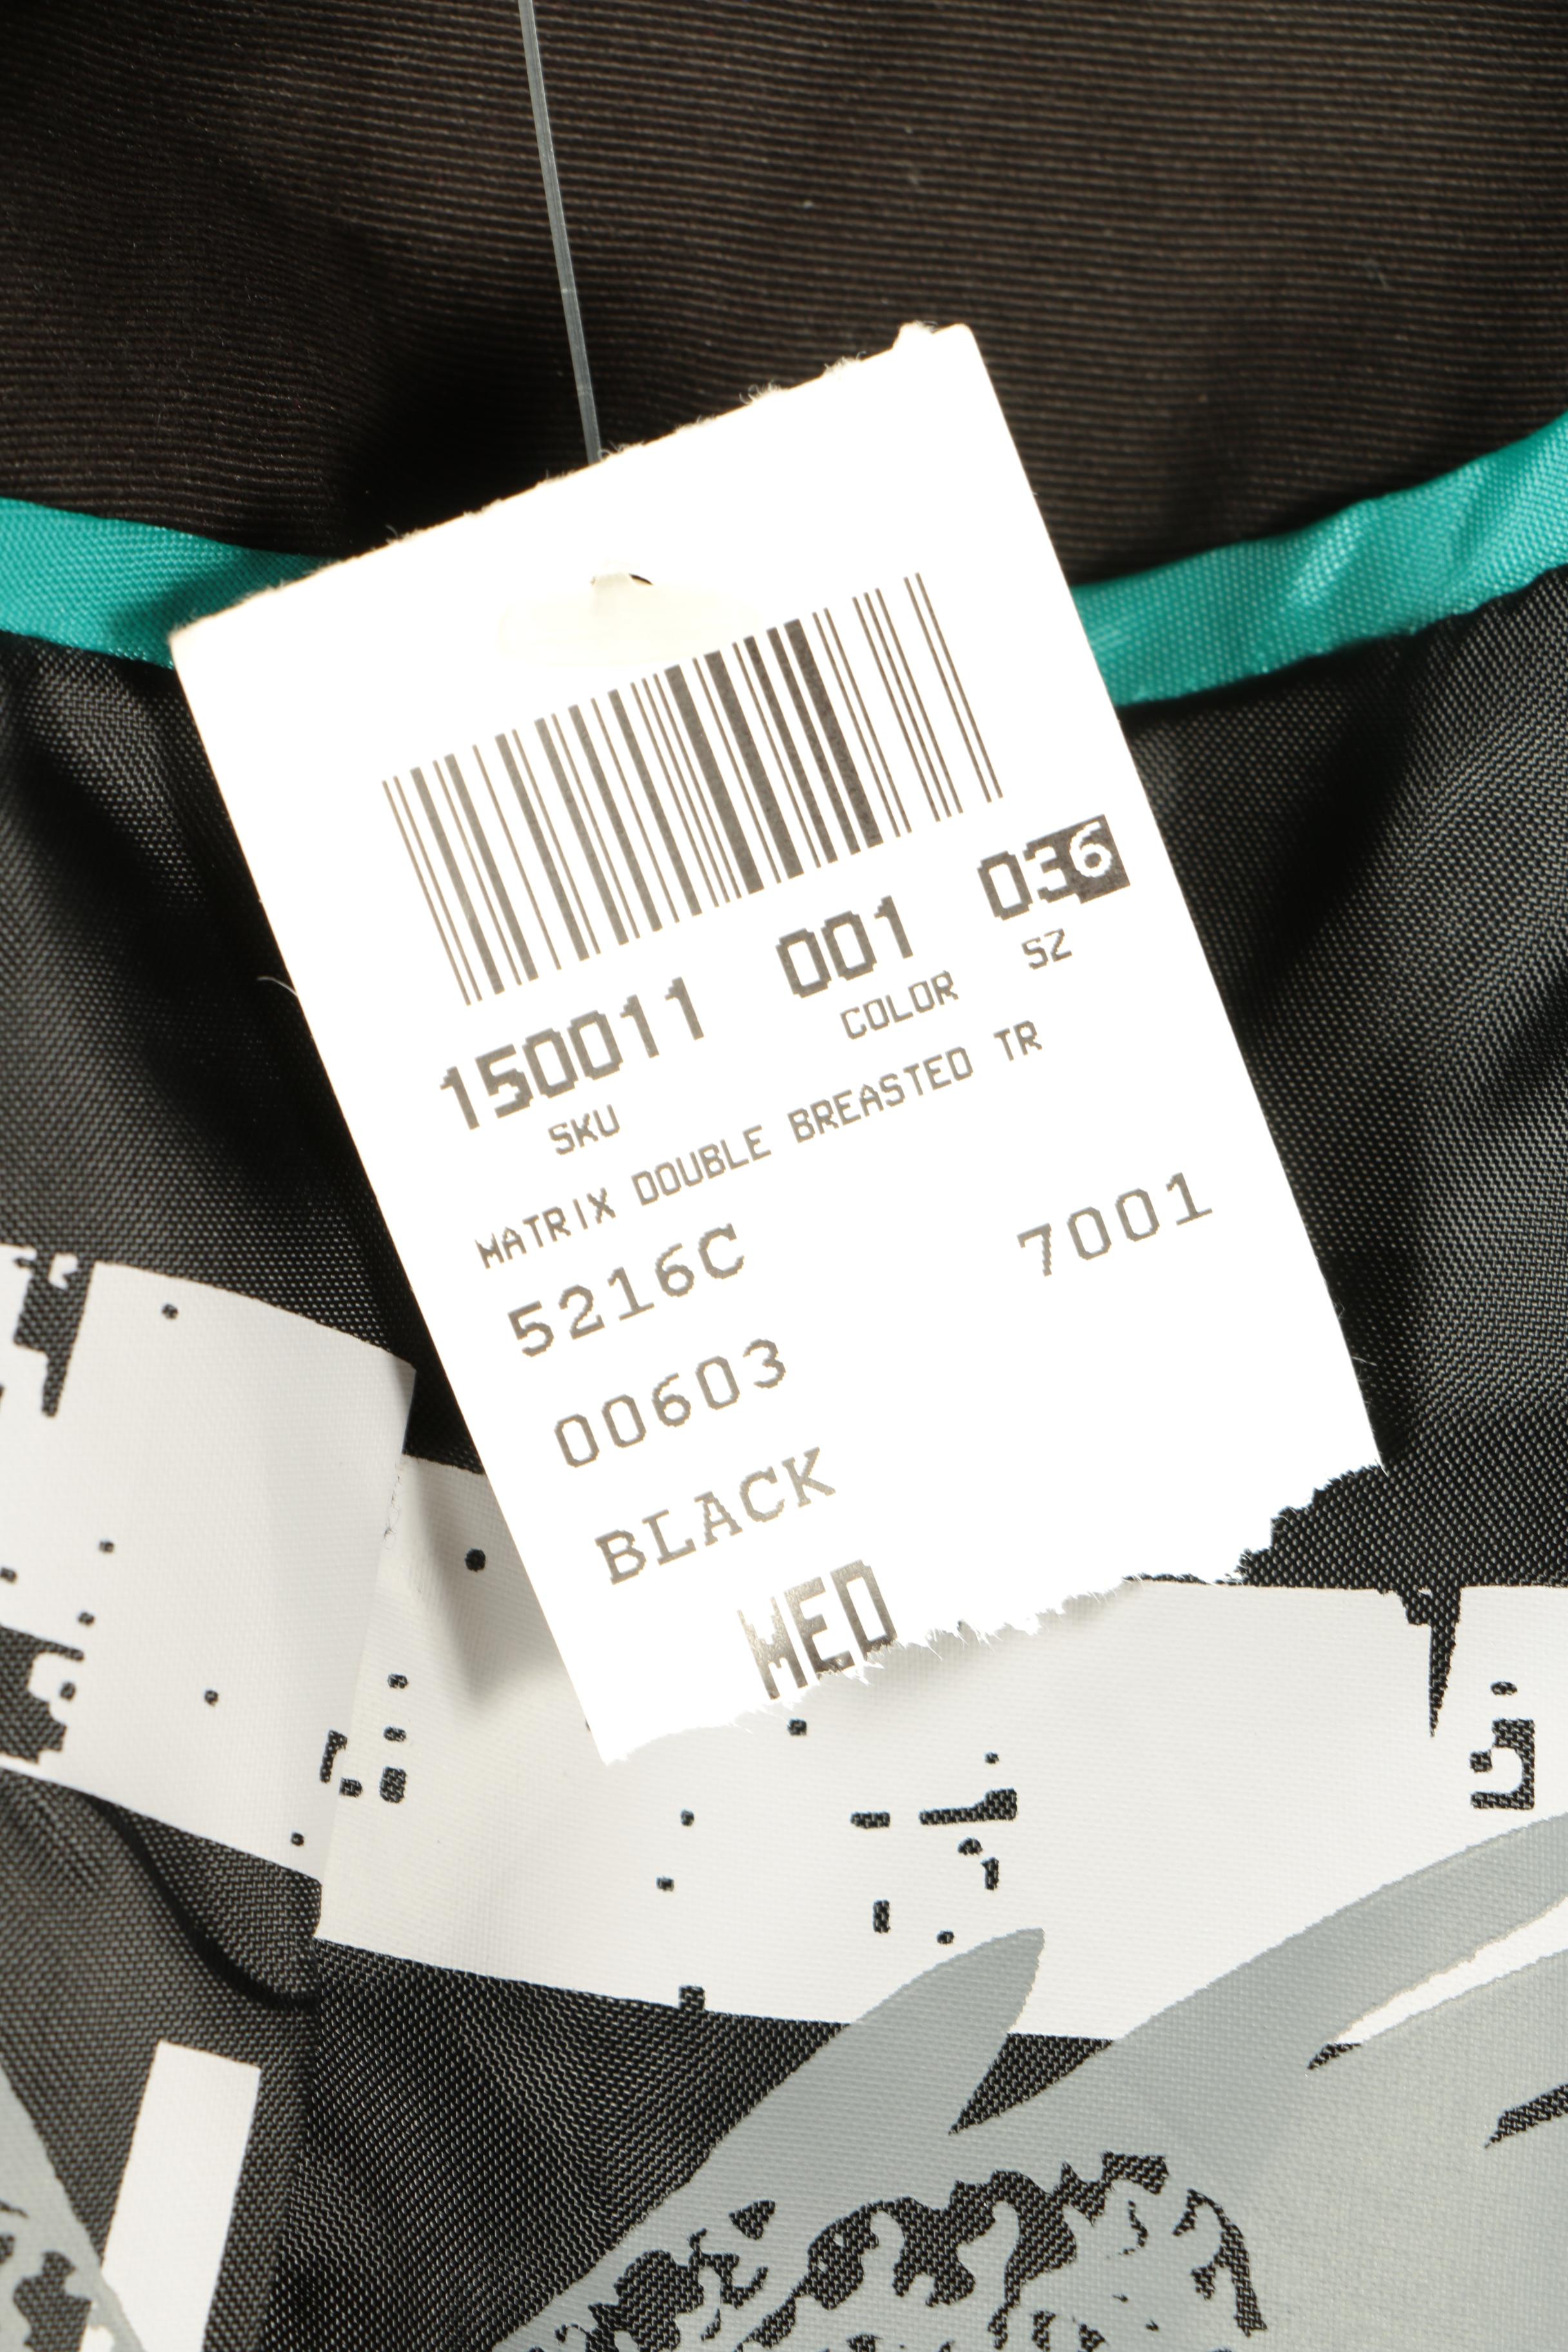 150011 001 036
SKU COLOR SZ
MATRIX DOUBLE BREASTED TR
5216C 7001
00603
BLACK
MED